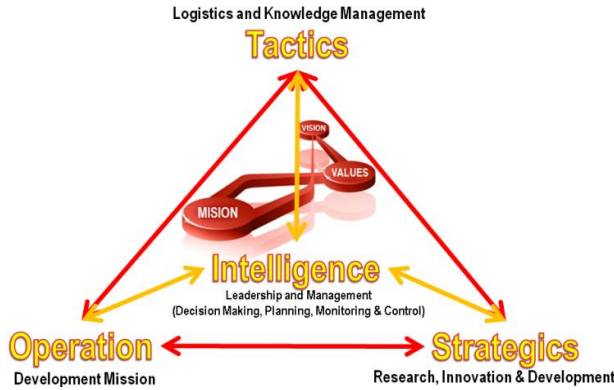 Logistics and Knowledge Management
Tactics
VISION
VALUES
MISION
Intelligence
Leadership and Management
(Decision Making, Planning, Monitoring & Control)
Operation
Strategics
Development Mission
Research, Innovation & Development